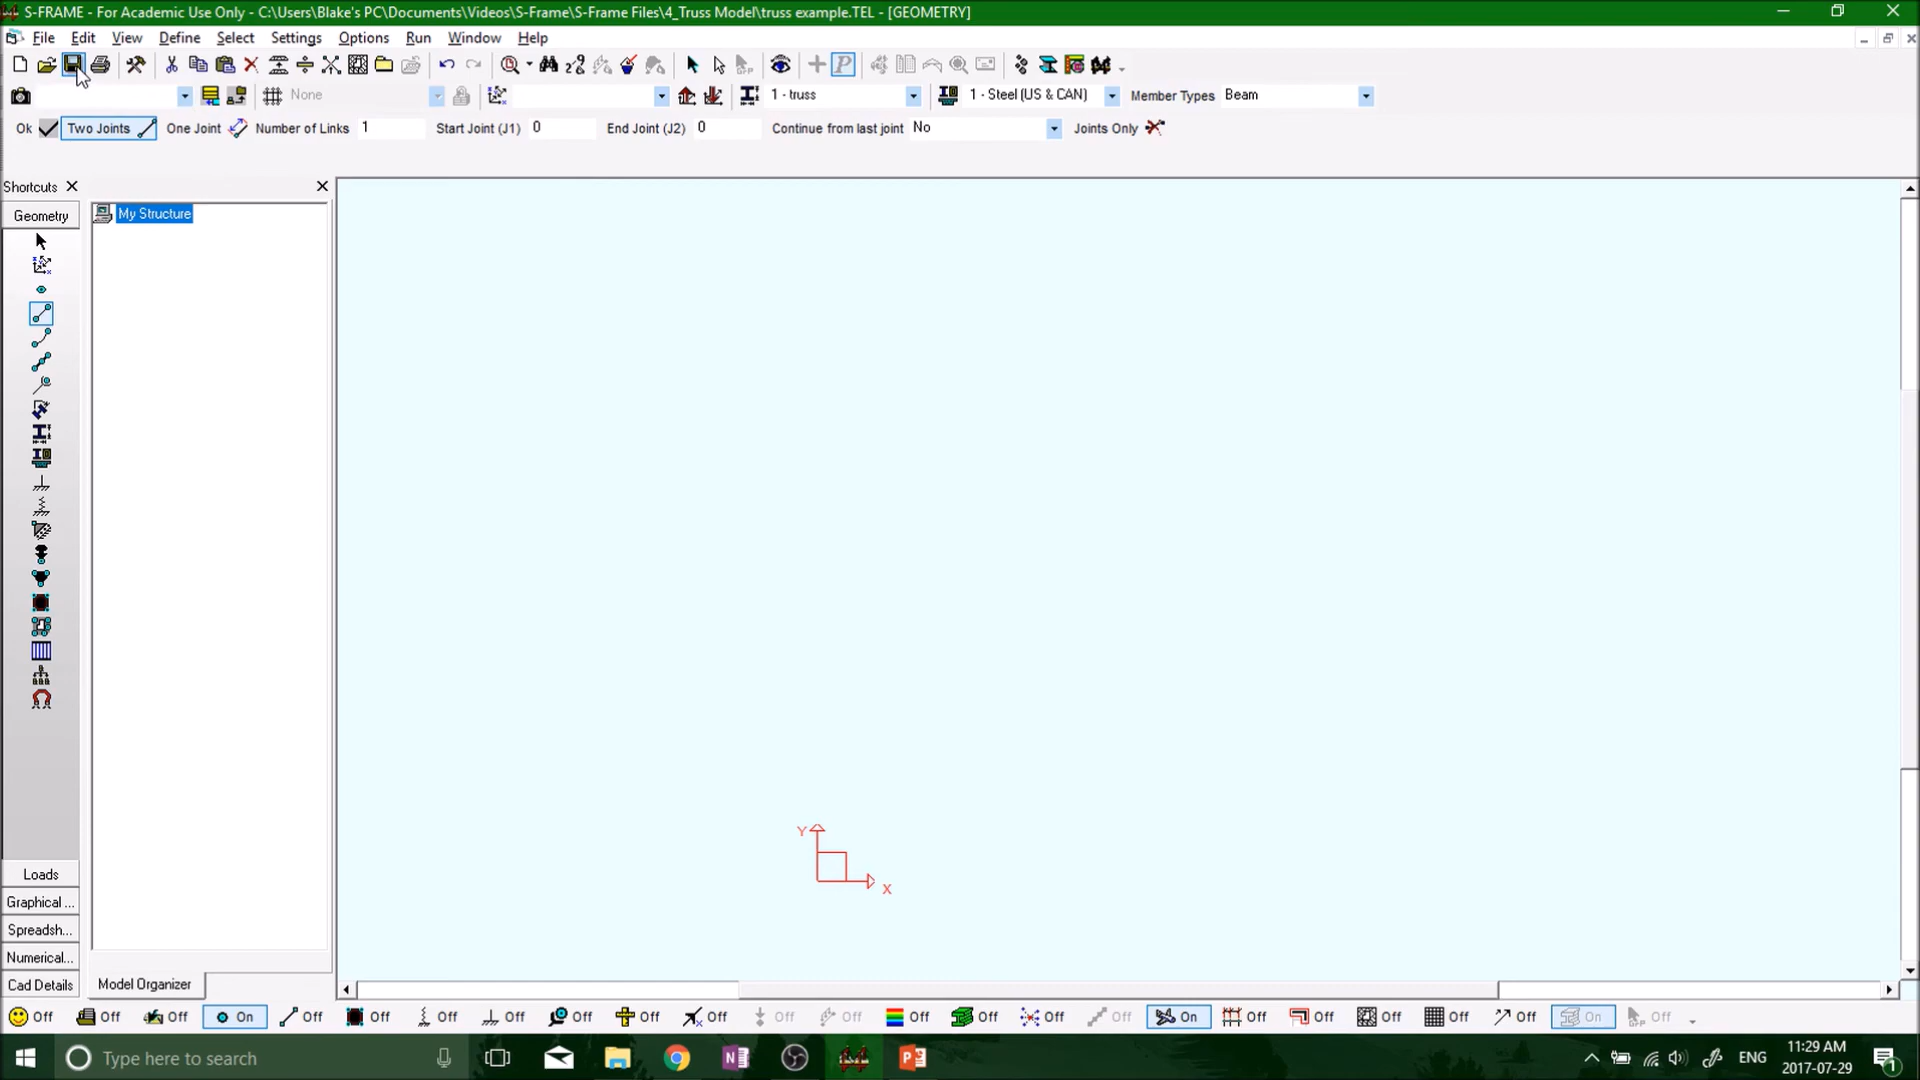 S-FRAME - For Academic Use Only - C:\Users\Blake's PC\Documents\Videos\S-Frame\S-Frame Files\4_Truss Model\truss example.TEL - [GEOMETRY]
File Edit View Define Select Settings Options Run Window Help
None 1 - truss 1 - Steel (US & CAN) Member Types Beam
Ok Two Joints One Joint Number of Links 1 Start Joint (J1) 0 End Joint (J2) 0 Continue from last joint No Joints Only
Shortcuts
Geometry
My Structure
Y
X
Loads
Graphical ...
Spreadsh...
Numerical...
Cad Details
Model Organizer
Off Off Off On Off Off Off Off Off Off Off Off Off Off Off Off Off On Off Off Off Off Off On Off
Type here to search
ENG
11:29 AM
2017-07-29
1